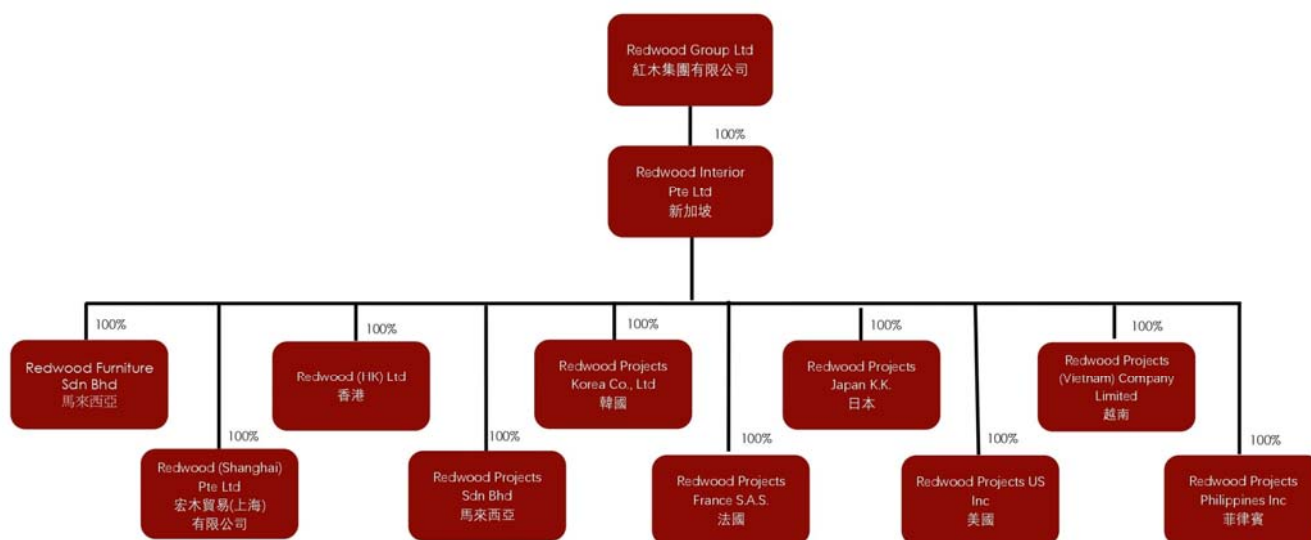 Redwood Group Ltd
紅木集團有限公司
100%
Redwood Interior
Pte Ltd
新加坡
100%
Redwood Furniture
Sdn Bhd
馬來西亞
100%
Redwood (Shanghai)
Pte Ltd
宏木貿易(上海)
有限公司
100%
Redwood (HK) Ltd
香港
100%
Redwood Projects
Sdn Bhd
馬來西亞
100%
Redwood Projects
Korea Co., Ltd
韓國
100%
Redwood Projects
France S.A.S.
法國
100%
Redwood Projects
Japan K.K.
日本
100%
Redwood Projects US
Inc
美國
100%
Redwood Projects
(Vietnam) Company
Limited
越南
100%
Redwood Projects
Philippines Inc
菲律賓